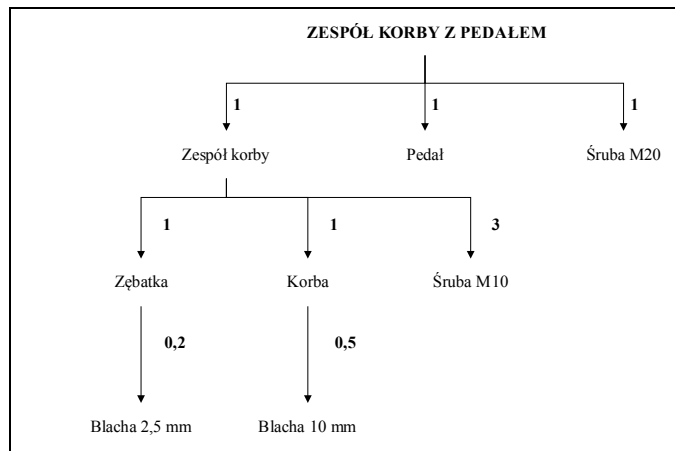 ZESPÓŁ KORBY Z PEDAŁEM
1 1 1
Zespół korby Pedał Śruba M20
1 1 3
Zębatka Korba Śruba M10
0,2 0,5
Blacha 2,5 mm Blacha 10 mm